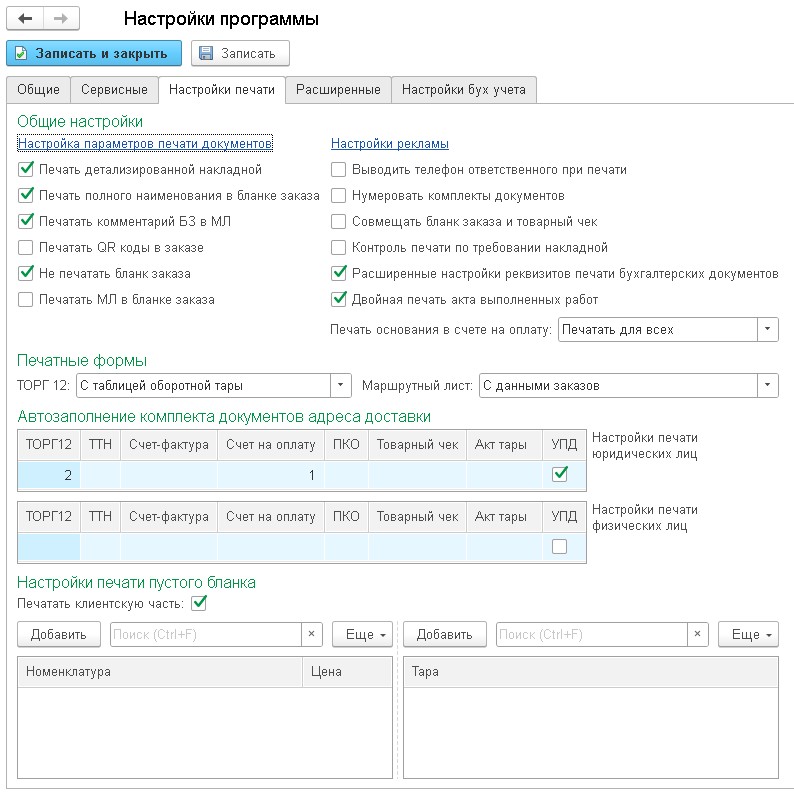 Настройки программы
Записать и закрыть Записать
Общие Сервисные Настройки печати Расширенные Настройки бух учета
Общие настройки
Настройка параметров печати документов Настройки рекламы
Печать детализированной накладной Выводить телефон ответственного при печати
Печать полного наименования в бланке заказа Нумеровать комплекты документов
Печатать комментарий БЗ в МЛ Совмещать бланк заказа и товарный чек
Печатать QR коды в заказе Контроль печати по требовании накладной
Не печатать бланк заказа Расширенные настройки реквизитов печати бухгалтерских документов
Печатать МЛ в бланке заказа Двойная печать акта выполненных работ
Печать основания в счете на оплату: Печатать для всех
Печатные формы
ТОРГ 12: С таблицей оборотной тары Маршрутный лист: С данными заказов
Автозаполнение комплекта документов адреса доставки
ТОРГ12 ТТН Счет-фактура Счет на оплату ПКО Товарный чек Акт тары УПД Настройки печати
юридических лиц
2 1
ТОРГ12 ТТН Счет-фактура Счет на оплату ПКО Товарный чек Акт тары УПД Настройки печати
физических лиц
Настройки печати пустого бланка
Печатать клиентскую часть:
Добавить Поиск (Ctrl+F) × Еще Добавить Поиск (Ctrl+F) × Еще
Номенклатура Цена Тара